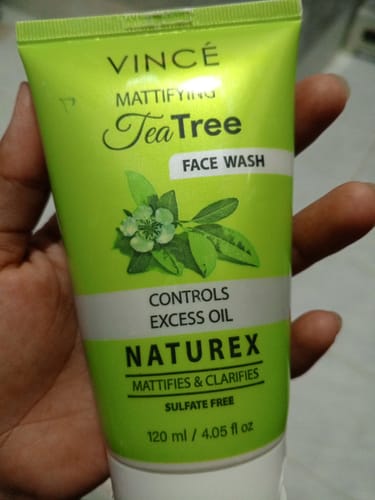 VINCÉ
MATTIFYING
Tea Tree
FACE WASH
CONTROLS
EXCESS OIL
NATUREX
MATTIFIES & CLARIFIES
SULFATE FREE
120 ml / 4.05 fl oz